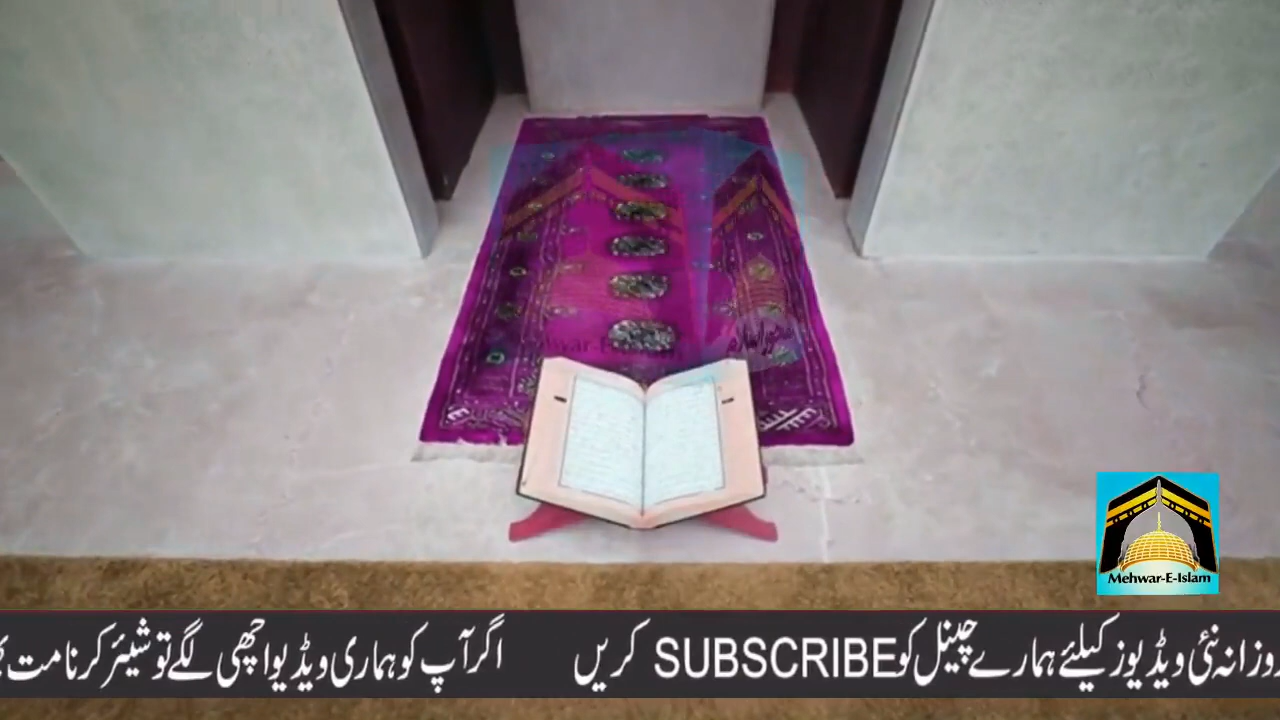 Mehwar-E-Islam
روزانہ نئی ویڈیوز کیلئے ہمارے چینل کو SUBSCRIBE کریں اگر آپ کو ہماری ویڈیو اچھی لگے تو شیئر کرنا مت